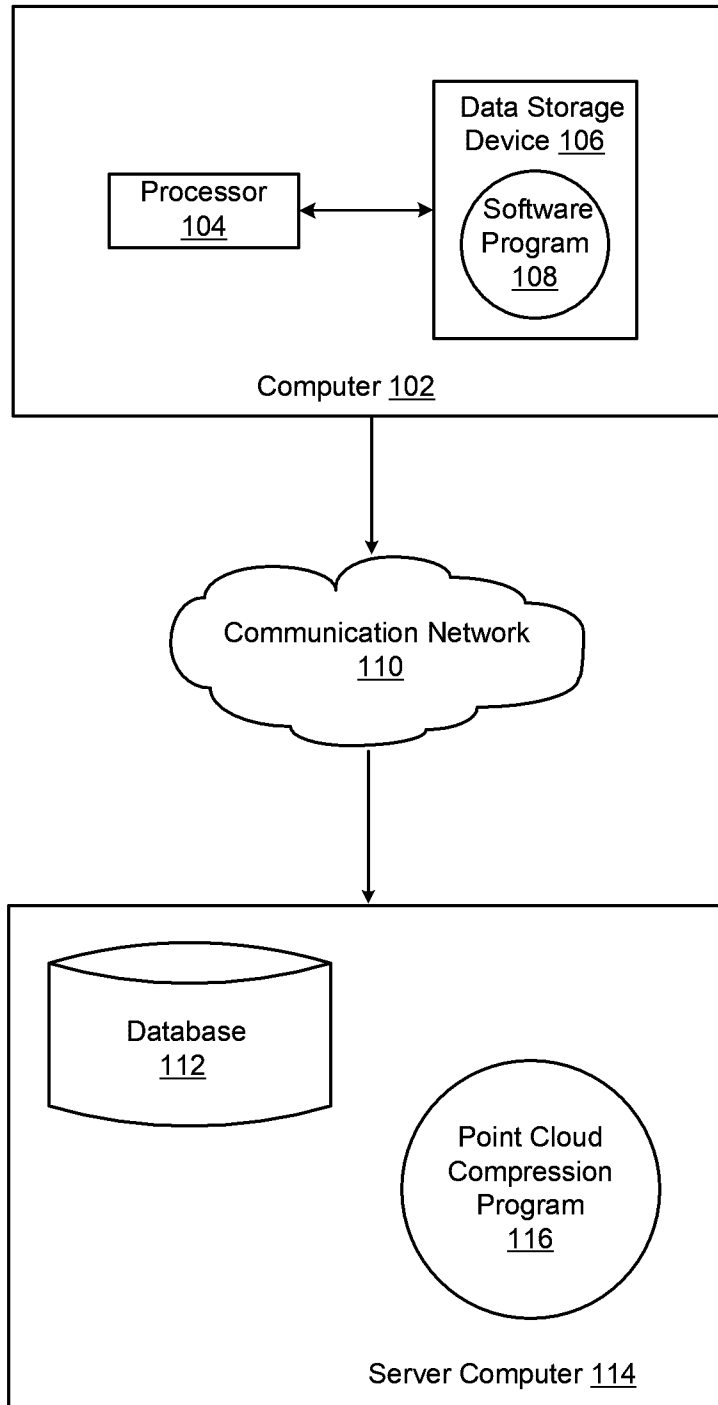 Data Storage
Device 106
Processor
104
Software
Program
108
Computer 102
Communication Network
110
Database
112
Point Cloud
Compression
Program
116
Server Computer 114